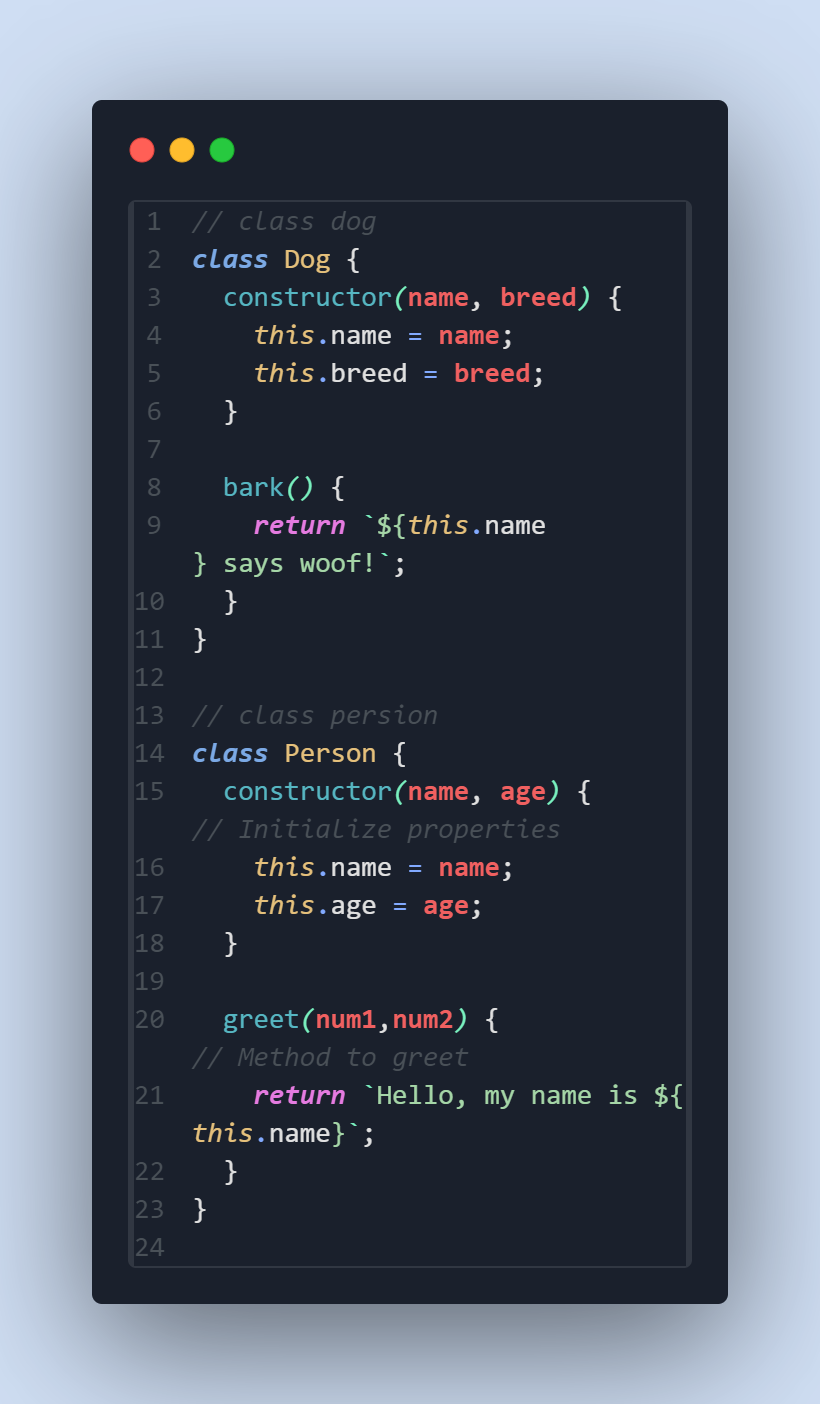 1 // class dog
2 class Dog {
3   constructor(name, breed) {
4     this.name = name;
5     this.breed = breed;
6   }
7
8   bark() {
9     return `${this.name
} says woof!`;
10   }
11 }
12
13 // class persion
14 class Person {
15   constructor(name, age) {
// Initialize properties
16     this.name = name;
17     this.age = age;
18   }
19
20   greet(num1,num2) {
// Method to greet
21     return `Hello, my name is ${
this.name}`;
22   }
23 }
24